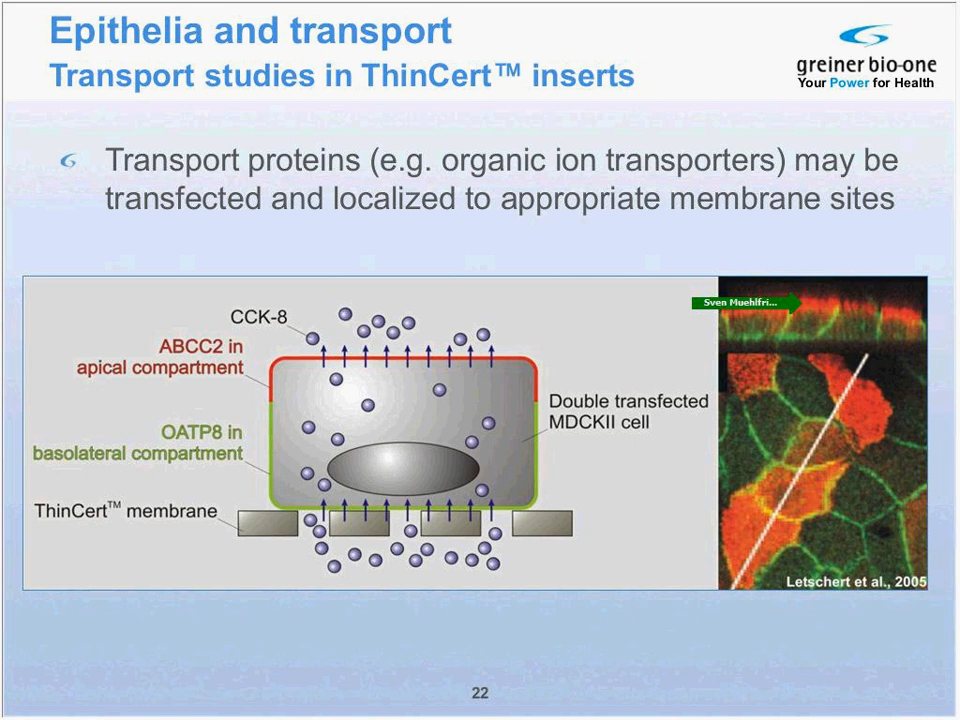 Epithelia and transport
Transport studies in ThinCert™ inserts
greiner bio-one
Your Power for Health
Transport proteins (e.g. organic ion transporters) may be
transfected and localized to appropriate membrane sites
CCK-8
ABCC2 in
apical compartment
OATP8 in
basolateral compartment
ThinCert™ membrane
Double transfected
MDCKII cell
Sven Muehlfri...
Letschert et al., 2005
22